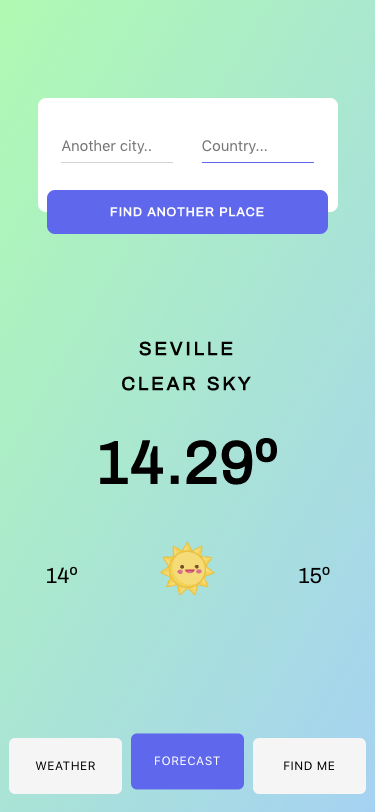 Another city.. Country...
FIND ANOTHER PLACE
SEVILLE
CLEAR SKY
14.29º
14º 15º
WEATHER FORECAST FIND ME